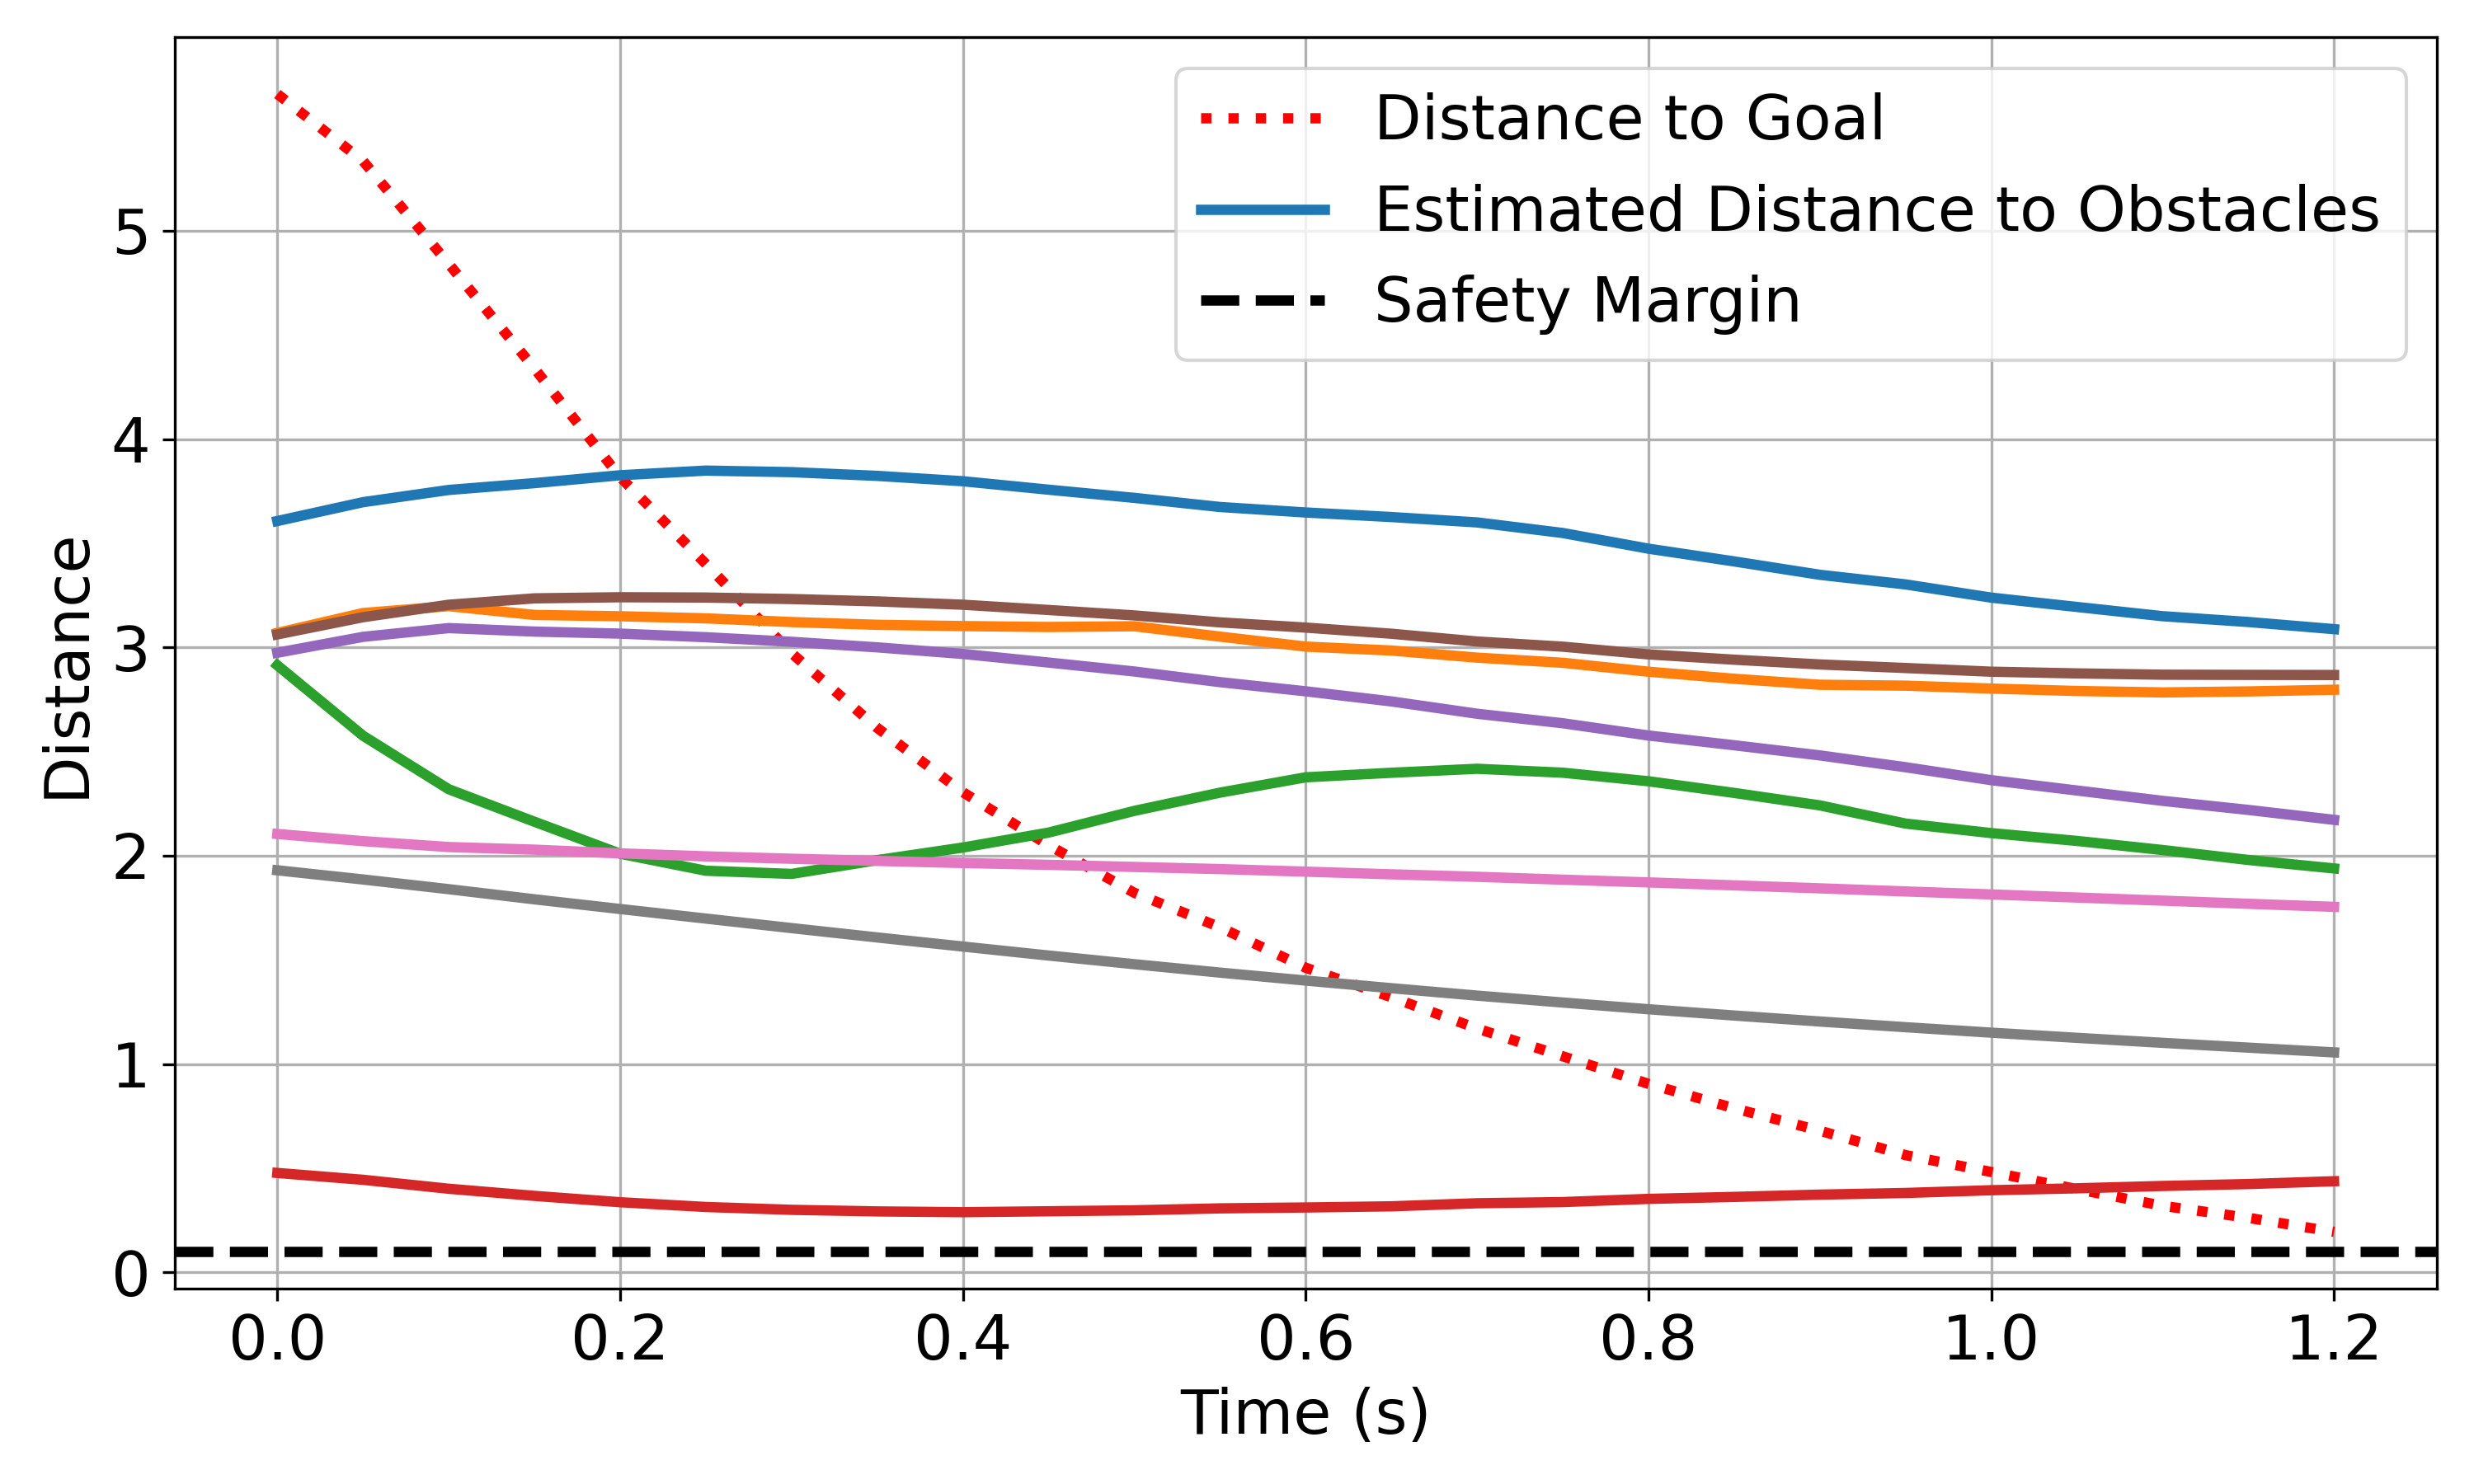 Distance to Goal
Estimated Distance to Obstacles
Safety Margin
5
4
3
2
1
0
Distance
0.0 0.2 0.4 0.6 0.8 1.0 1.2
Time (s)